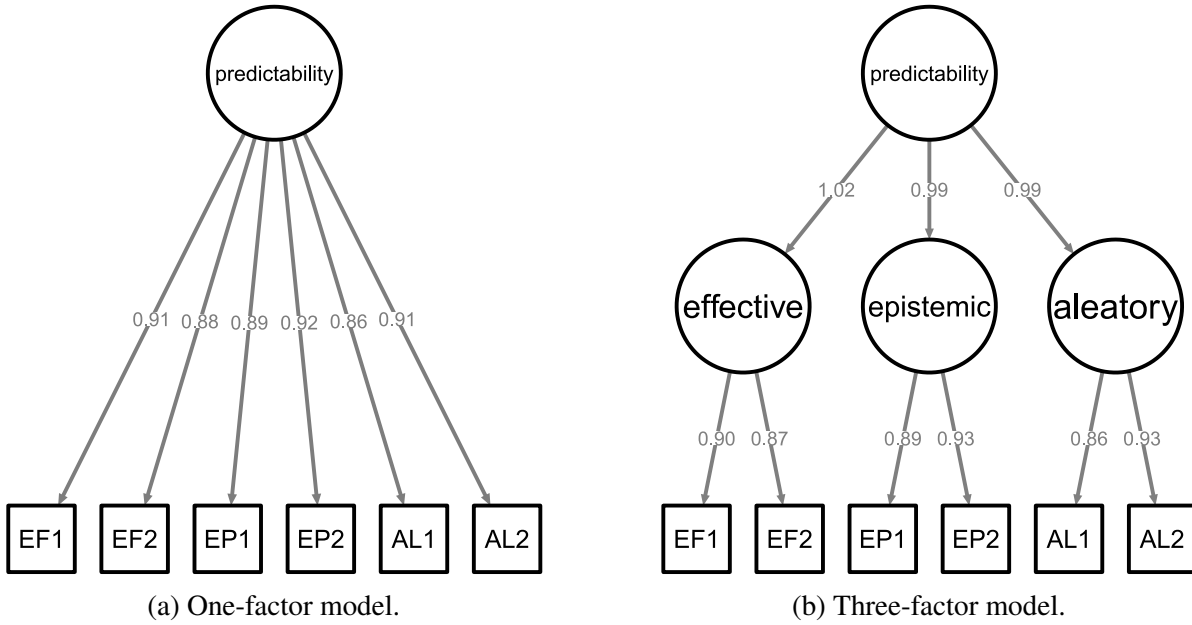 predictability
0.91 0.88 0.89 0.92 0.86 0.91
EF1 EF2 EP1 EP2 AL1 AL2
(a) One-factor model.
predictability
1.02 0.99 0.99
effective epistemic aleatory
0.90 0.87 0.89 0.93 0.86 0.93
EF1 EF2 EP1 EP2 AL1 AL2
(b) Three-factor model.